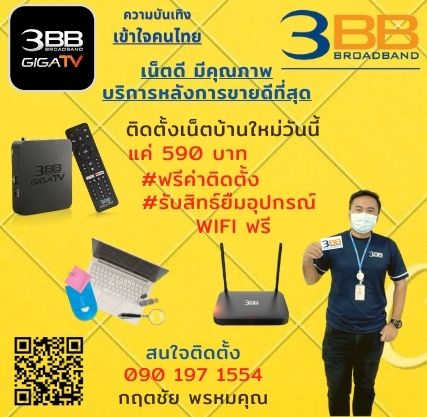 3BB
BROADBAND
GIGATV
ความบันเทิง
เข้าใจคนไทย
3BB
BROADBAND
เน็ตดี มีคุณภาพ
บริการหลังการขายดีที่สุด
ติดตั้งเน็ตบ้านใหม่วันนี้
แค่ 590 บาท
#ฟรีค่าติดตั้ง
#รับสิทธ์ยืมอุปกรณ์
WIFI ฟรี
3BB
GIGATV
3BB
3BB
3BB
สนใจติดตั้ง
090 197 1554
กฤตชัย พรหมคุณ